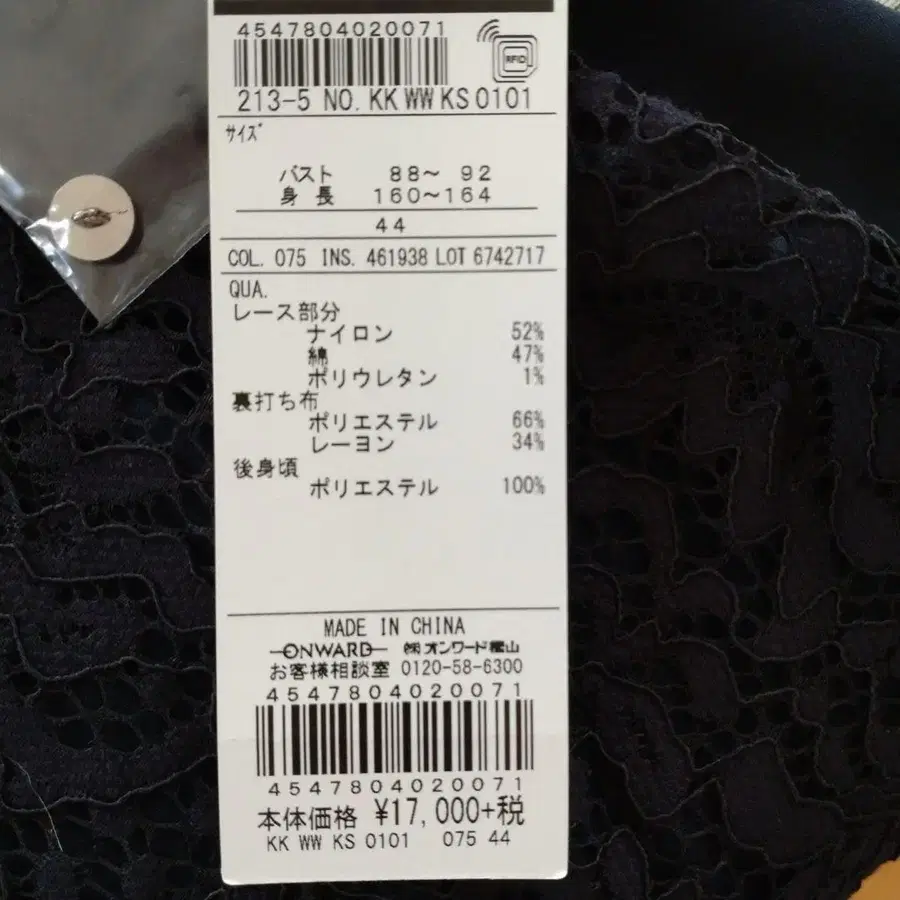 4547804020071
RFID
213-5 NO. KK WW KS 0101
サイズ
バスト 88～ 92
身長 160～164
44
COL. 075 INS. 461938 LOT 6742717
QUA.
レース部分
ナイロン 52%
綿 47%
ポリウレタン 1%
裏打ち布
ポリエステル 66%
レーヨン 34%
後身頃
ポリエステル 100%
MADE IN CHINA
ONWARD ㈱オンワード樫山
お客様相談室 0120-58-6300
4547804020071
4547804020071
本体価格 ¥17,000+税
KK WW KS 0101 075 44